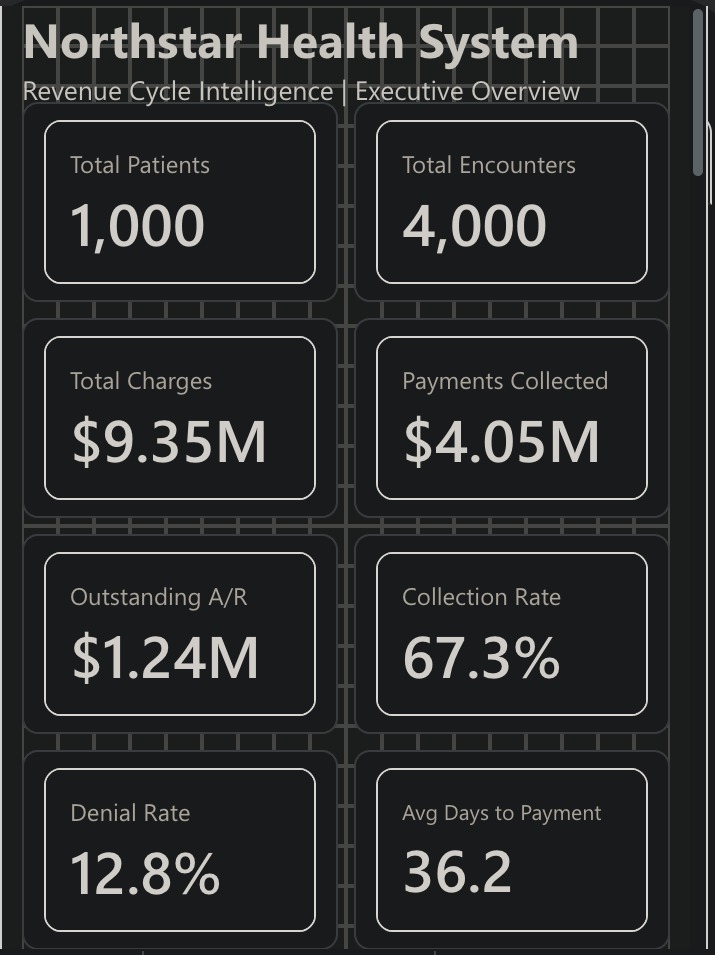 Northstar Health System
Revenue Cycle Intelligence | Executive Overview
Total Patients
1,000
Total Encounters
4,000
Total Charges
$9.35M
Payments Collected
$4.05M
Outstanding A/R
$1.24M
Collection Rate
67.3%
Denial Rate
12.8%
Avg Days to Payment
36.2